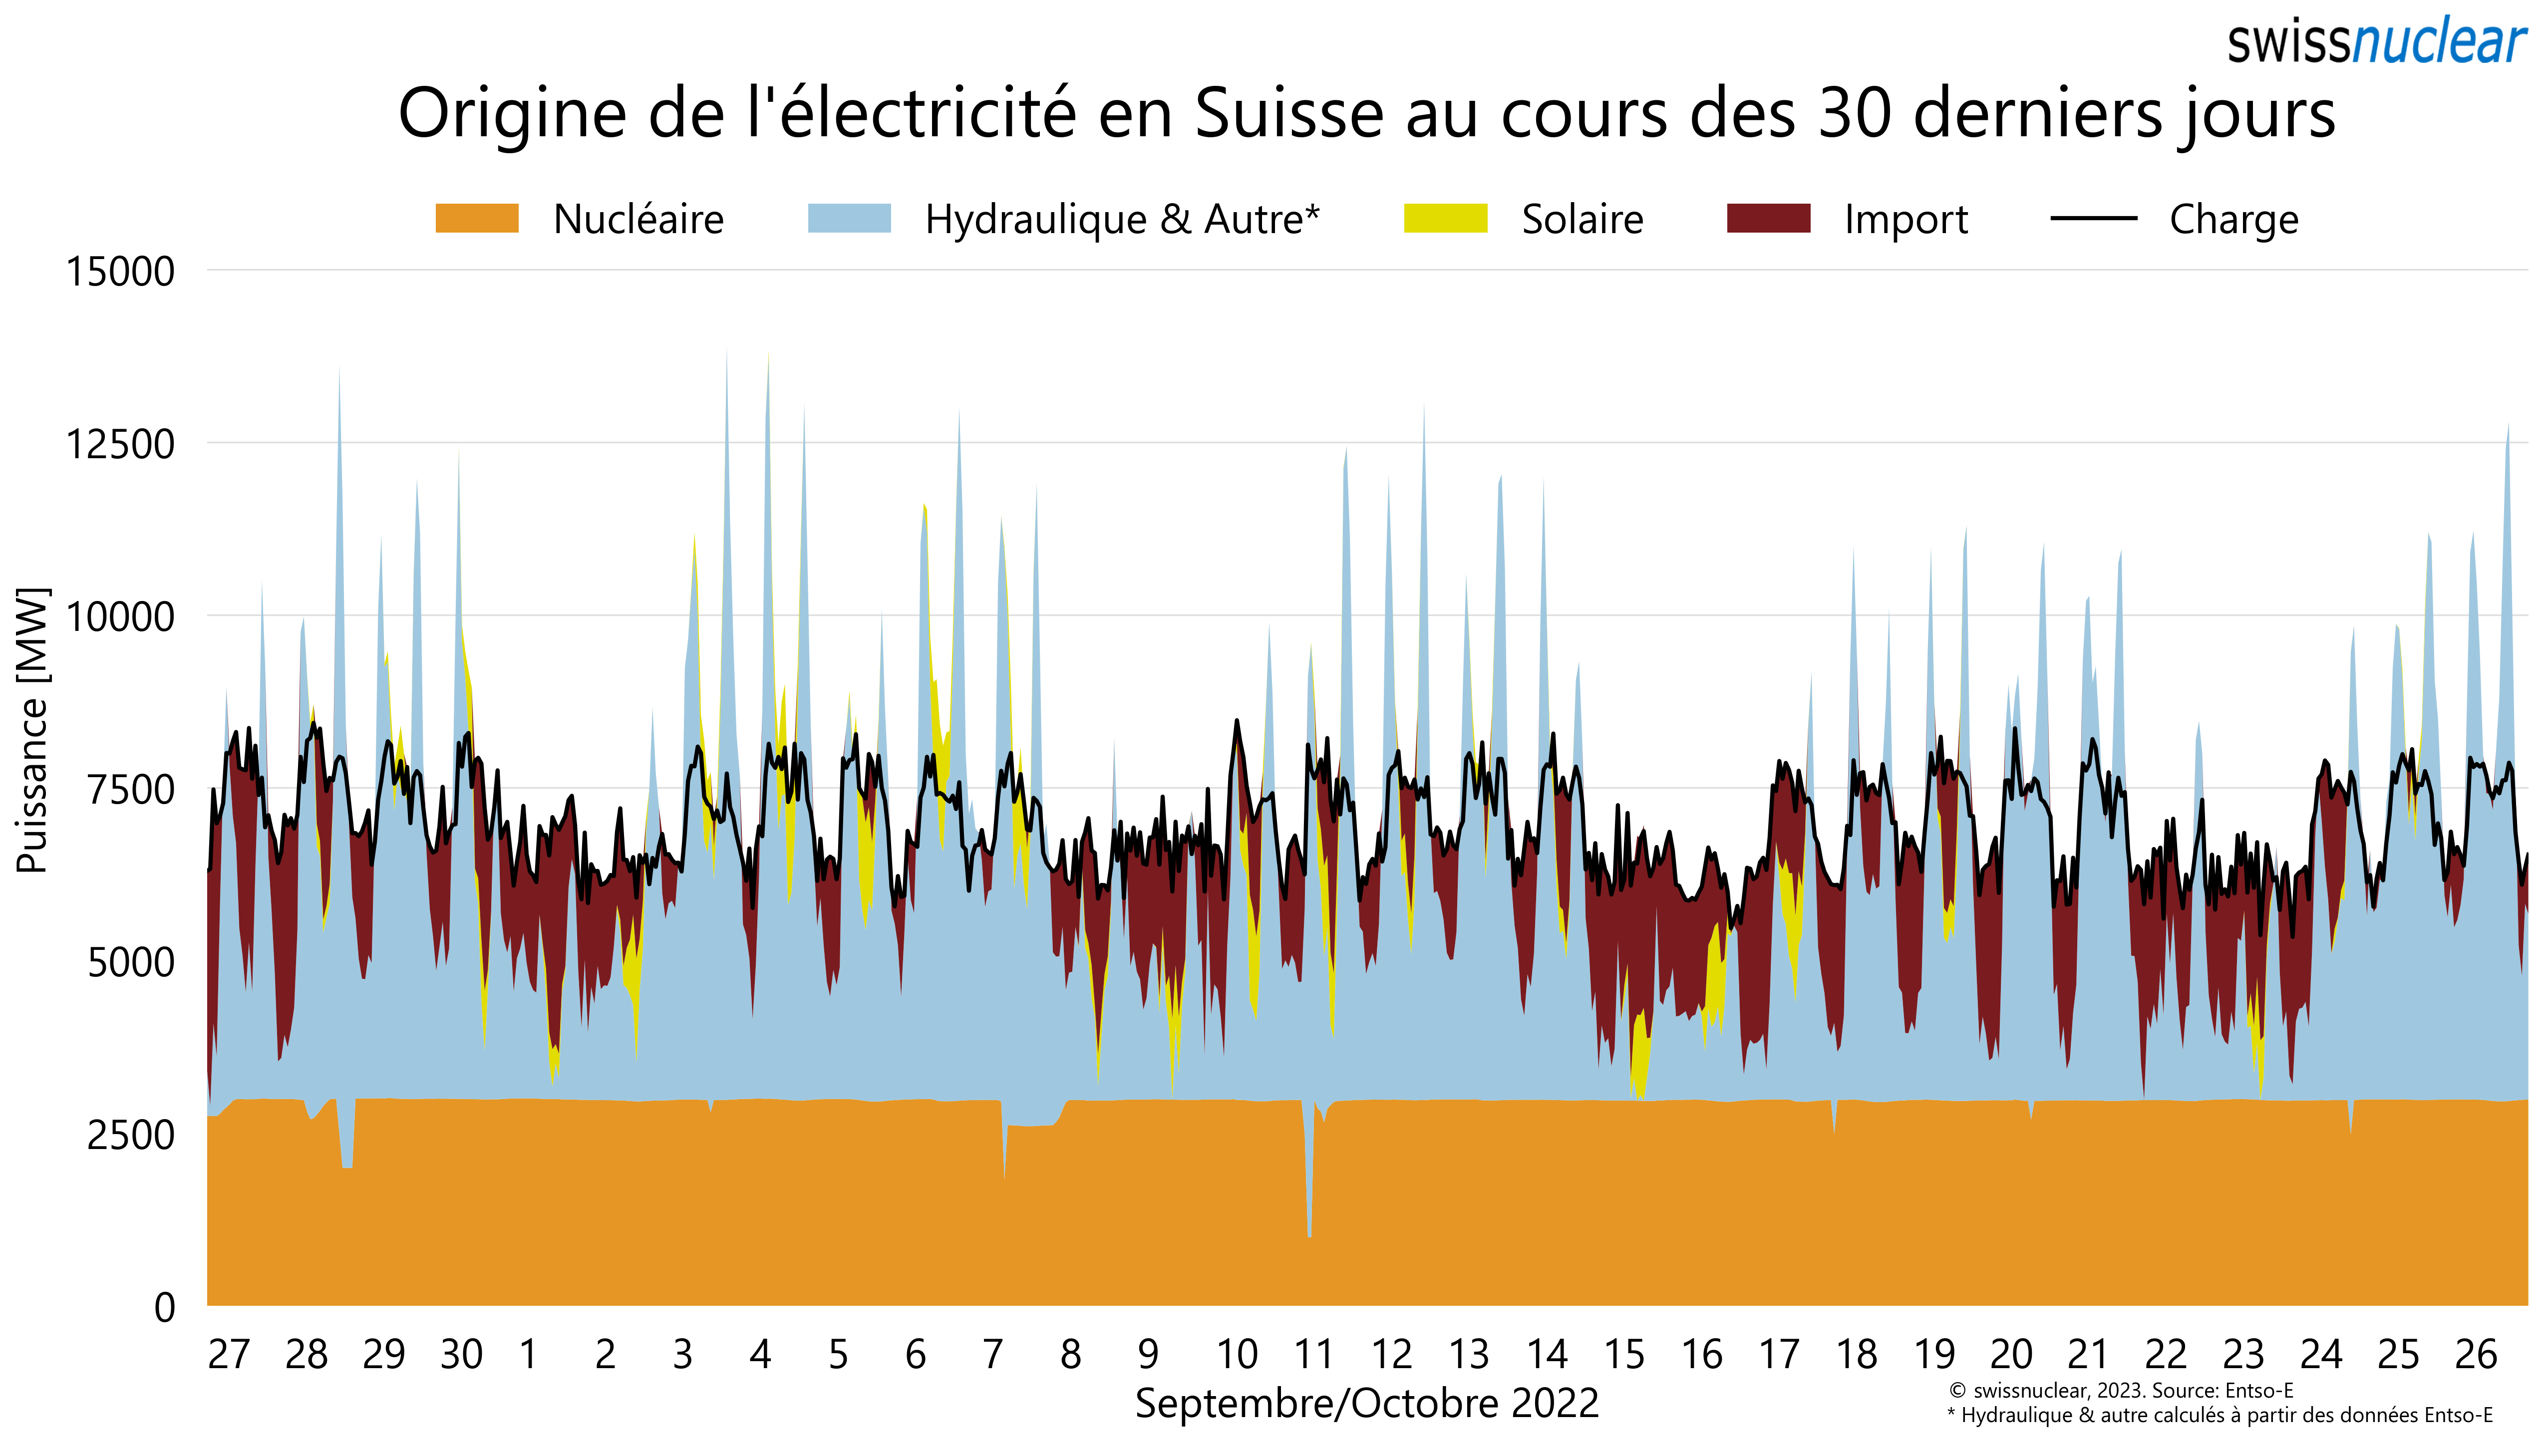 swissnuclear
Origine de l'électricité en Suisse au cours des 30 derniers jours
Nucléaire Hydraulique & Autre* Solaire Import Charge
15000
12500
10000
7500
5000
2500
0
Puissance [MW]
27 28 29 30 1 2 3 4 5 6 7 8 9 10 11 12 13 14 15 16 17 18 19 20 21 22 23 24 25 26
Septembre/Octobre 2022
© swissnuclear, 2023. Source: Entso-E
* Hydraulique & autre calculés à partir des données Entso-E